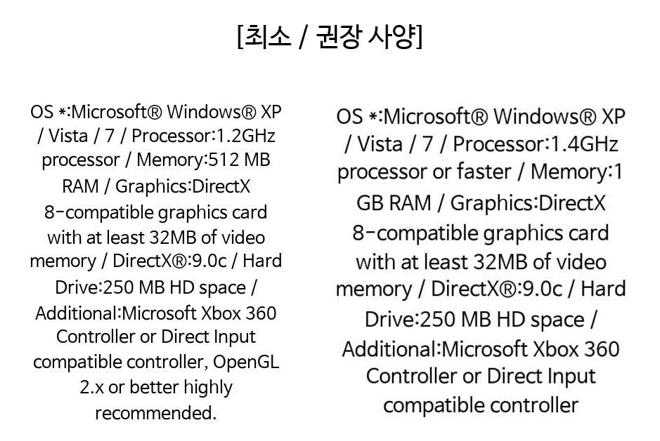 [최소 / 권장 사양]
OS *:Microsoft® Windows® XP
/ Vista / 7 / Processor:1.2GHz
processor / Memory:512 MB
RAM / Graphics:DirectX
8-compatible graphics card
with at least 32MB of video
memory / DirectX®:9.0c / Hard
Drive:250 MB HD space /
Additional:Microsoft Xbox 360
Controller or Direct Input
compatible controller, OpenGL
2.x or better highly
recommended.
OS *:Microsoft® Windows® XP
/ Vista / 7 / Processor:1.4GHz
processor or faster / Memory:1
GB RAM / Graphics:DirectX
8-compatible graphics card
with at least 32MB of video
memory / DirectX®:9.0c / Hard
Drive:250 MB HD space /
Additional:Microsoft Xbox 360
Controller or Direct Input
compatible controller